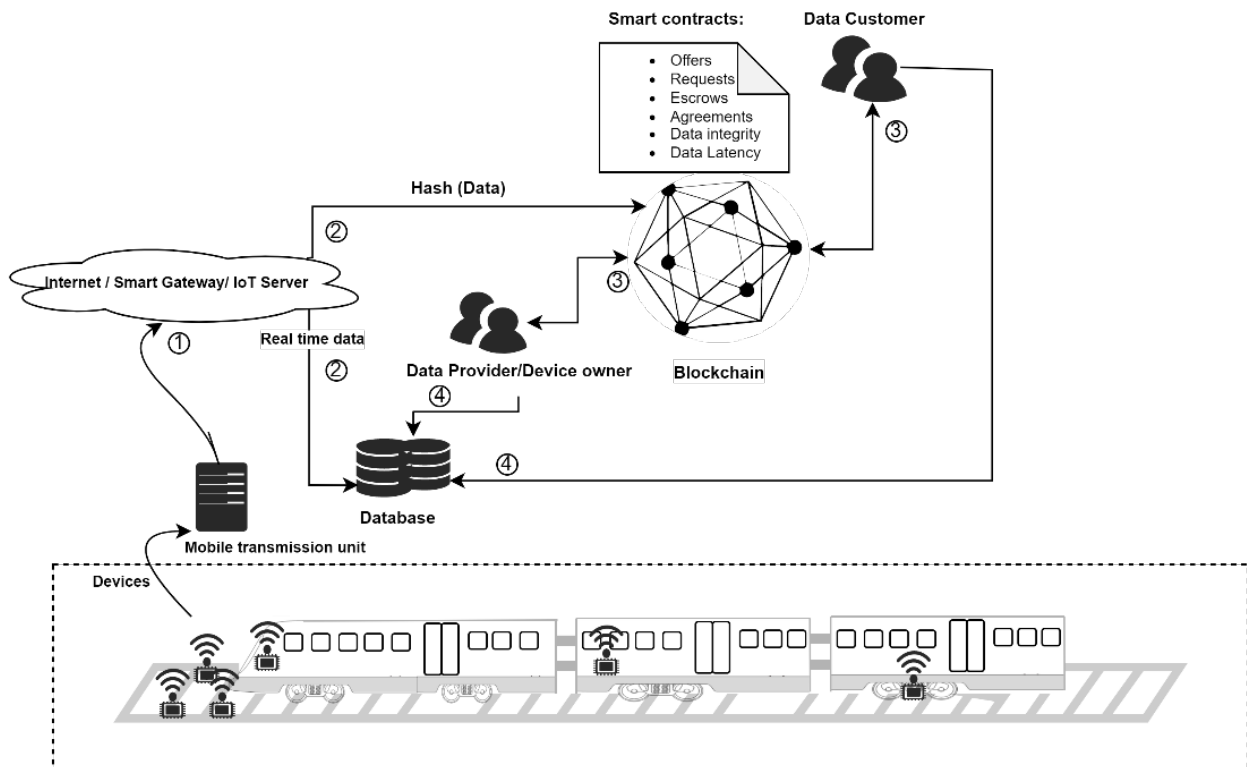 Smart contracts:
Data Customer
• Offers
• Requests
• Escrows
• Agreements
• Data integrity
• Data Latency
③
Hash (Data)
②
Internet / Smart Gateway/ IoT Server
③
①
Real time data
②
Data Provider/Device owner
Blockchain
④
④
Database
Mobile transmission unit
Devices